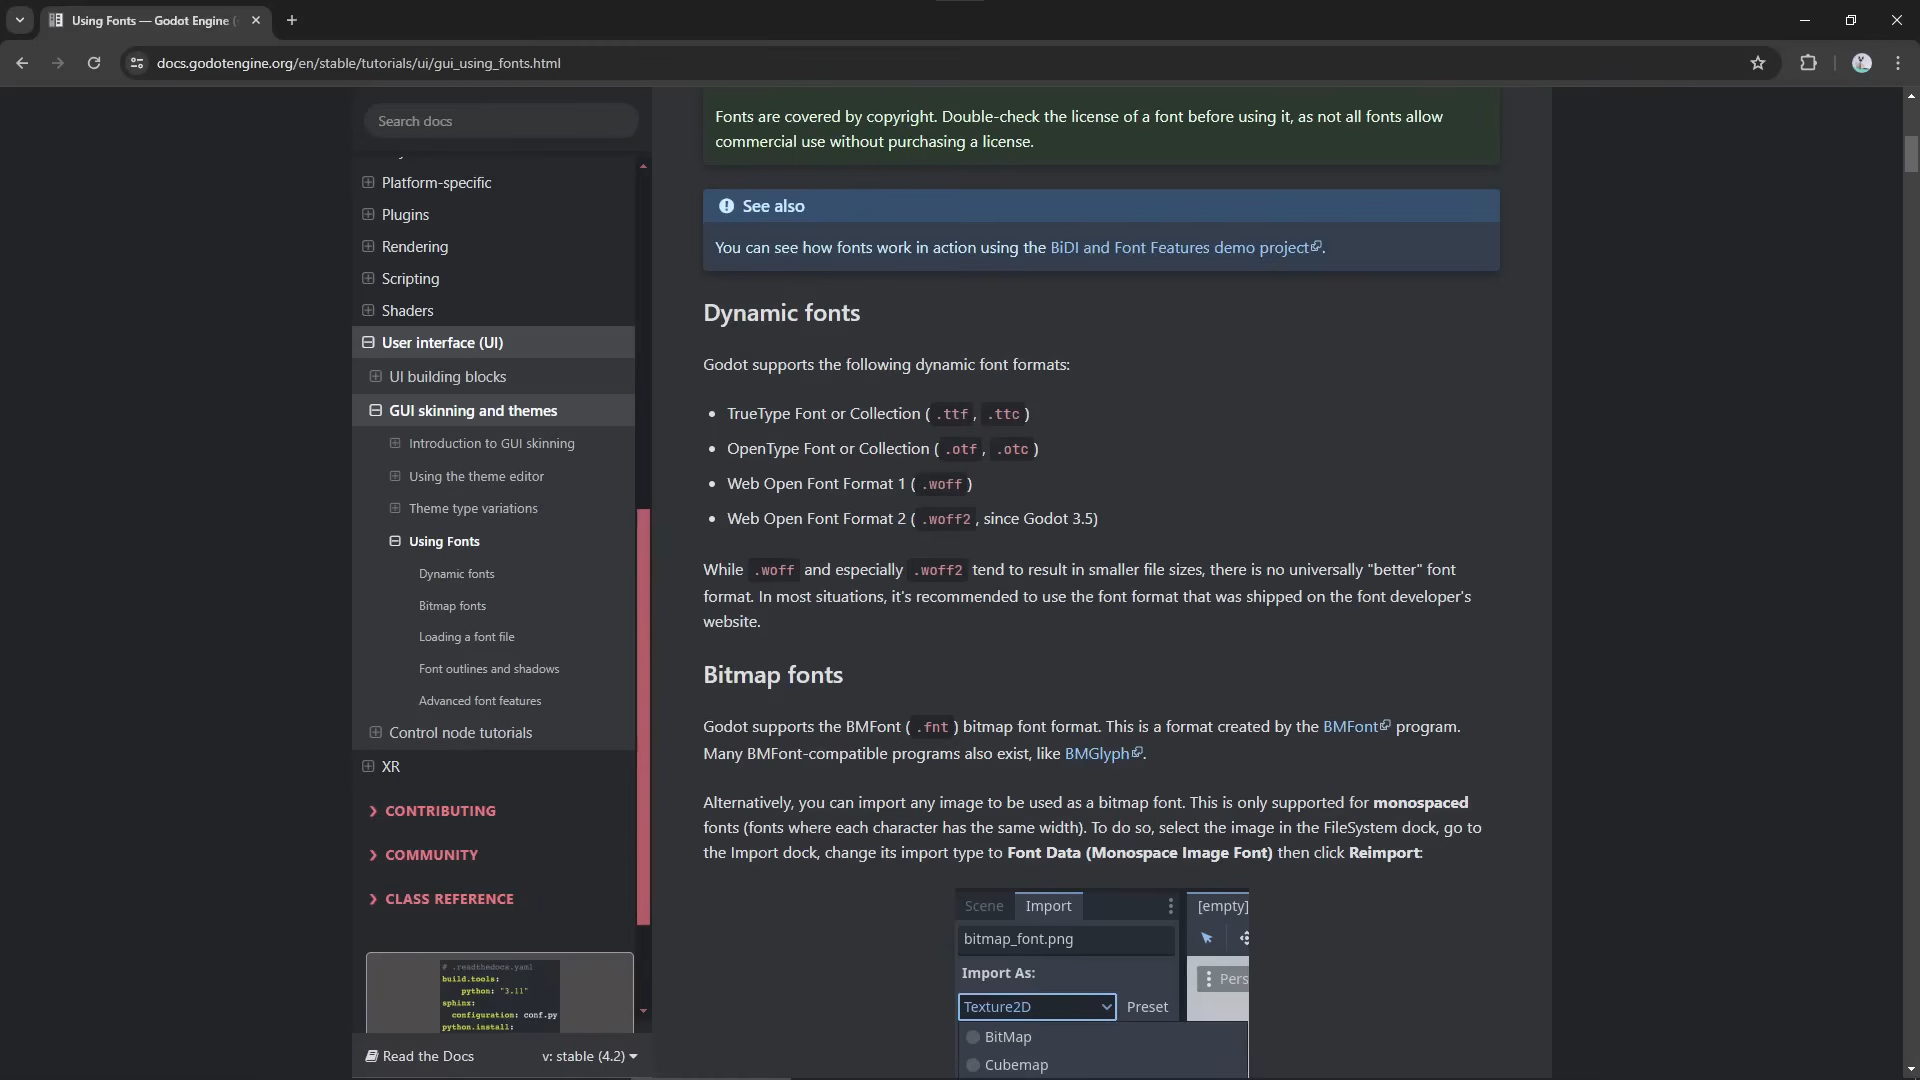 Using Fonts — Godot Engine (
docs.godotengine.org/en/stable/tutorials/ui/gui_using_fonts.html
Search docs
Platform-specific
Plugins
Rendering
Scripting
Shaders
User interface (UI)
UI building blocks
GUI skinning and themes
Introduction to GUI skinning
Using the theme editor
Theme type variations
Using Fonts
Dynamic fonts
Bitmap fonts
Loading a font file
Font outlines and shadows
Advanced font features
Control node tutorials
XR
CONTRIBUTING
COMMUNITY
CLASS REFERENCE
# .readthedocs.yaml
build.tools:
python: "3.11"
sphinx:
configuration: conf.py
python.install:
Read the Docs
v: stable (4.2)
Fonts are covered by copyright. Double-check the license of a font before using it, as not all fonts allow
commercial use without purchasing a license.
See also
You can see how fonts work in action using the BiDI and Font Features demo project.
Dynamic fonts
Godot supports the following dynamic font formats:
TrueType Font or Collection ( .ttf , .ttc )
OpenType Font or Collection ( .otf , .otc )
Web Open Font Format 1 ( .woff )
Web Open Font Format 2 ( .woff2 , since Godot 3.5)
While .woff and especially .woff2 tend to result in smaller file sizes, there is no universally "better" font
format. In most situations, it's recommended to use the font format that was shipped on the font developer's
website.
Bitmap fonts
Godot supports the BMFont ( .fnt ) bitmap font format. This is a format created by the BMFont program.
Many BMFont-compatible programs also exist, like BMGlyph.
Alternatively, you can import any image to be used as a bitmap font. This is only supported for monospaced
fonts (fonts where each character has the same width). To do so, select the image in the FileSystem dock, go to
the Import dock, change its import type to Font Data (Monospace Image Font) then click Reimport:
Scene Import
[empty]
bitmap_font.png
Import As:
Pers
Texture2D
Preset
BitMap
Cubemap